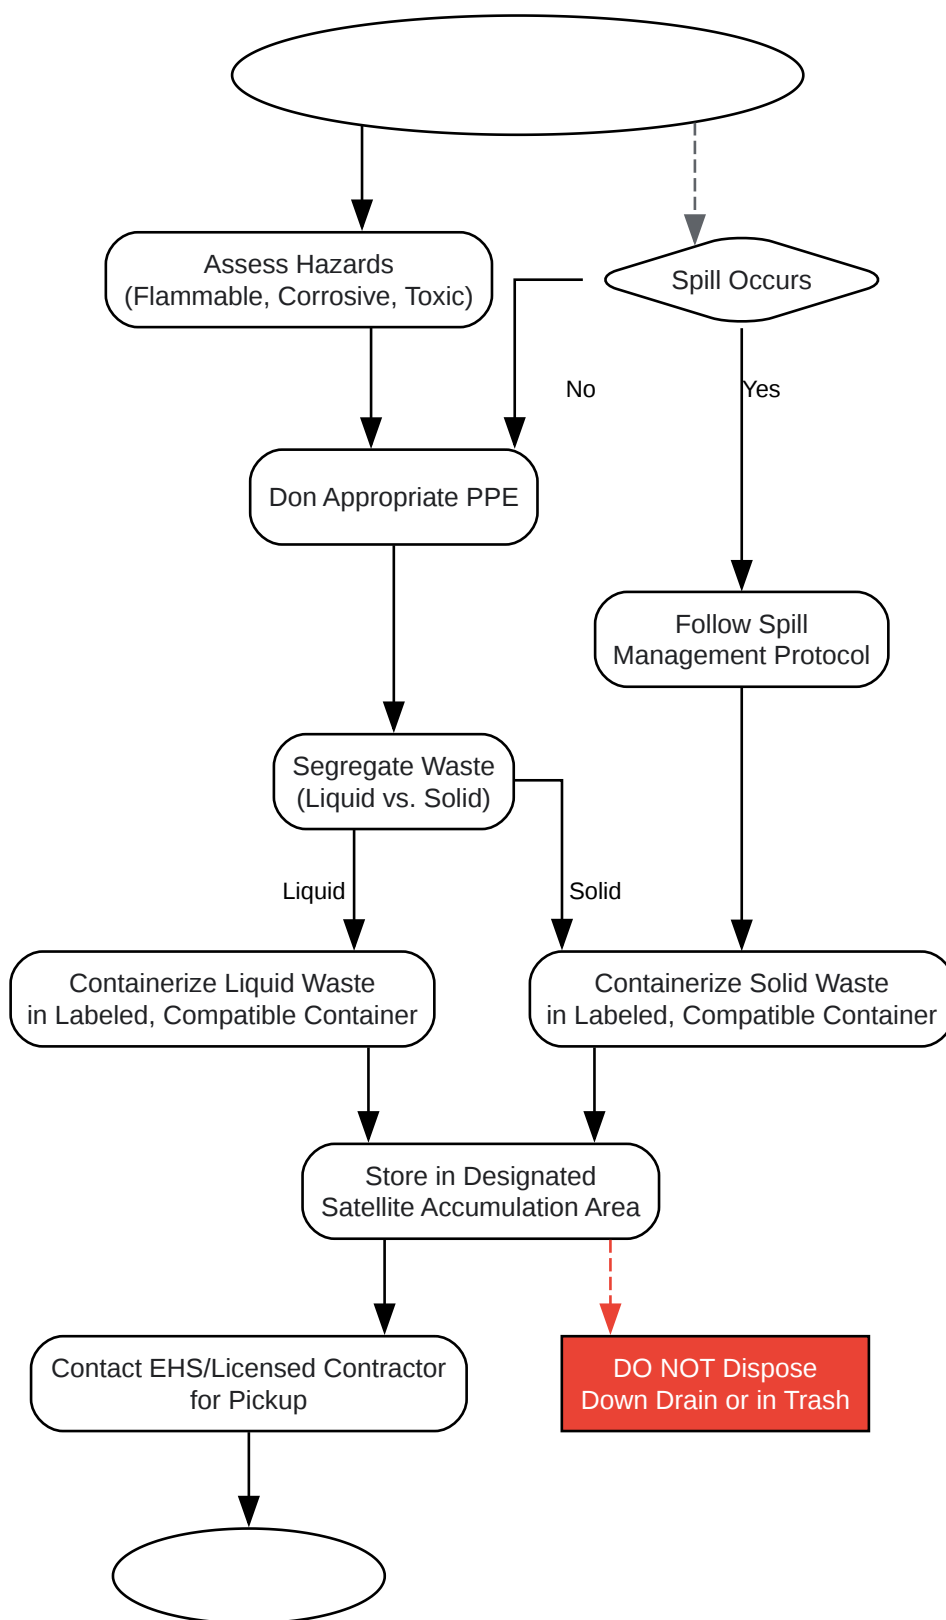 Assess Hazards
(Flammable, Corrosive, Toxic)
Spill Occurs
No
Yes
Don Appropriate PPE
Follow Spill
Management Protocol
Segregate Waste
(Liquid vs. Solid)
Liquid
Solid
Containerize Liquid Waste
in Labeled, Compatible Container
Containerize Solid Waste
in Labeled, Compatible Container
Store in Designated
Satellite Accumulation Area
Contact EHS/Licensed Contractor
for Pickup
DO NOT Dispose
Down Drain or in Trash